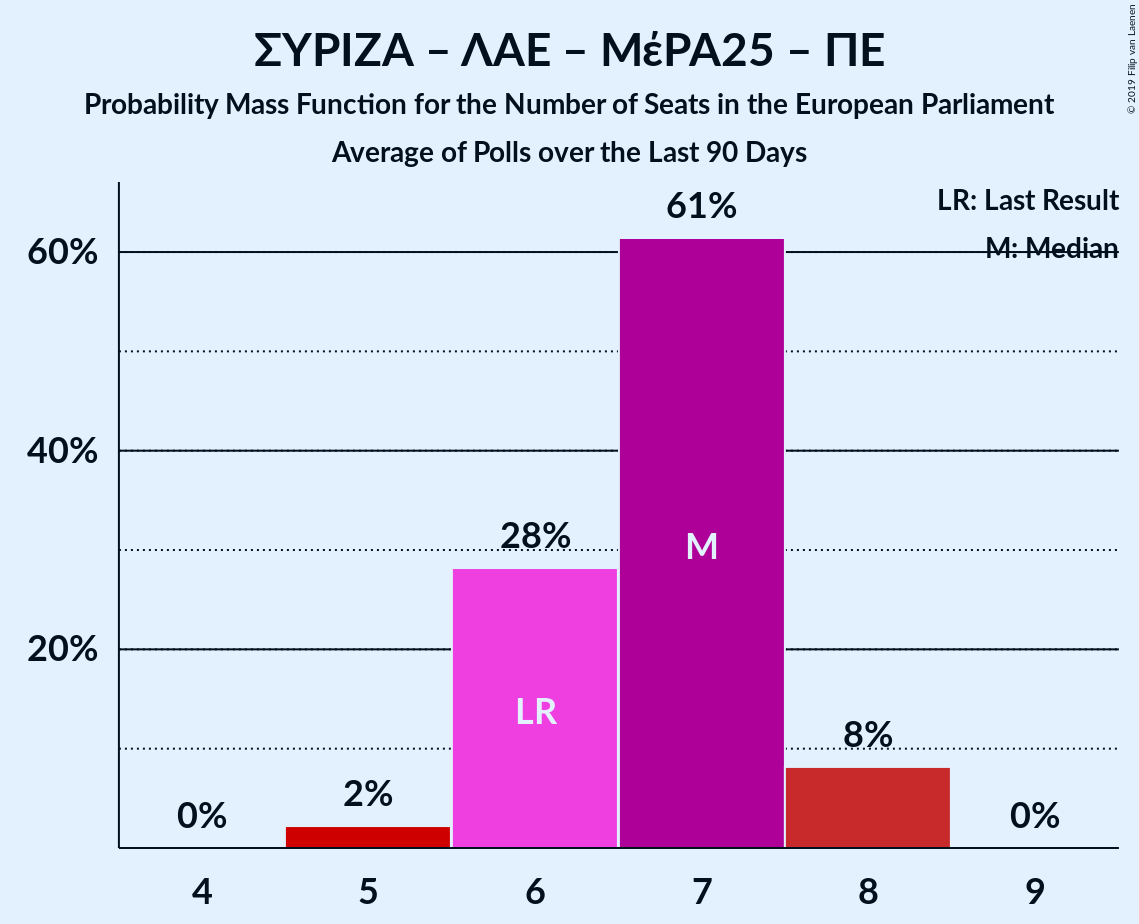 ΣΥΡΙΖΑ – ΛΑΕ – ΜέΡΑ25 – ΠΕ
Probability Mass Function for the Number of Seats in the European Parliament
Average of Polls over the Last 90 Days
© 2019 Filip van Laenen
LR: Last Result
M: Median
61%
60%
40%
28%
M
20%
LR
8%
2%
0%
0%
4 5 6 7 8 9